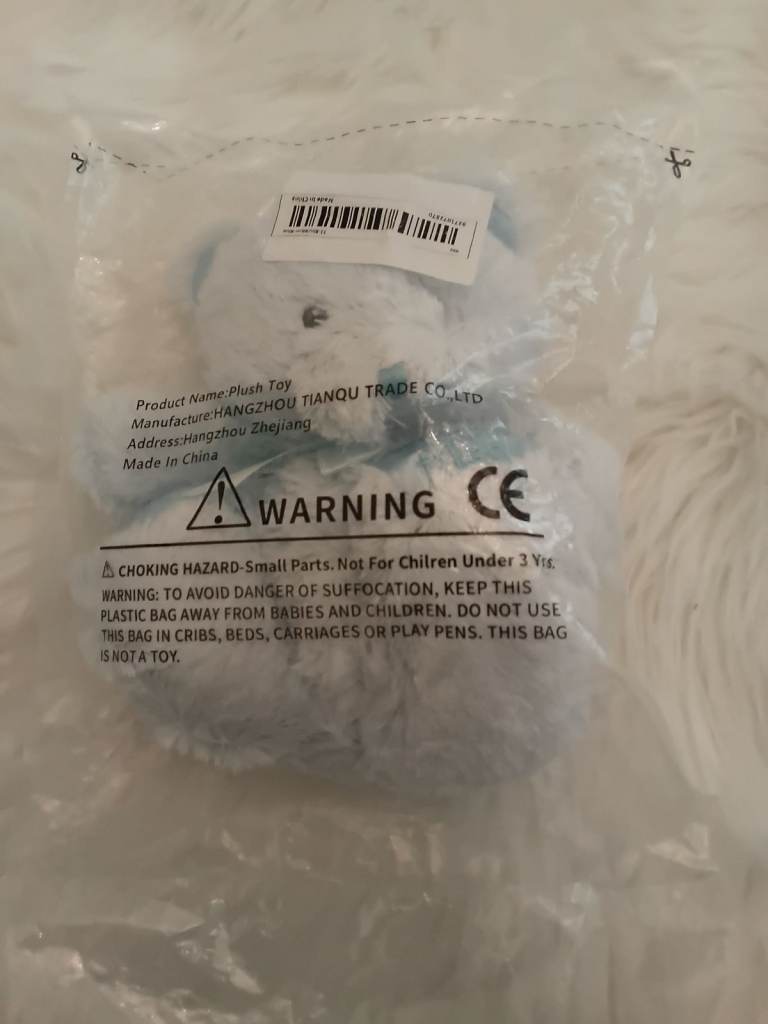 Made In China
Product Name:Plush Toy
Manufacture:HANGZHOU TIANQU TRADE CO.,LTD
Address:Hangzhou Zhejiang
Made In China
WARNING CE
CHOKING HAZARD-Small Parts. Not For Chilren Under 3 Yrs.
WARNING: TO AVOID DANGER OF SUFFOCATION, KEEP THIS
PLASTIC BAG AWAY FROM BABIES AND CHILDREN. DO NOT USE
THIS BAG IN CRIBS, BEDS, CARRIAGES OR PLAY PENS. THIS BAG
IS NOT A TOY.